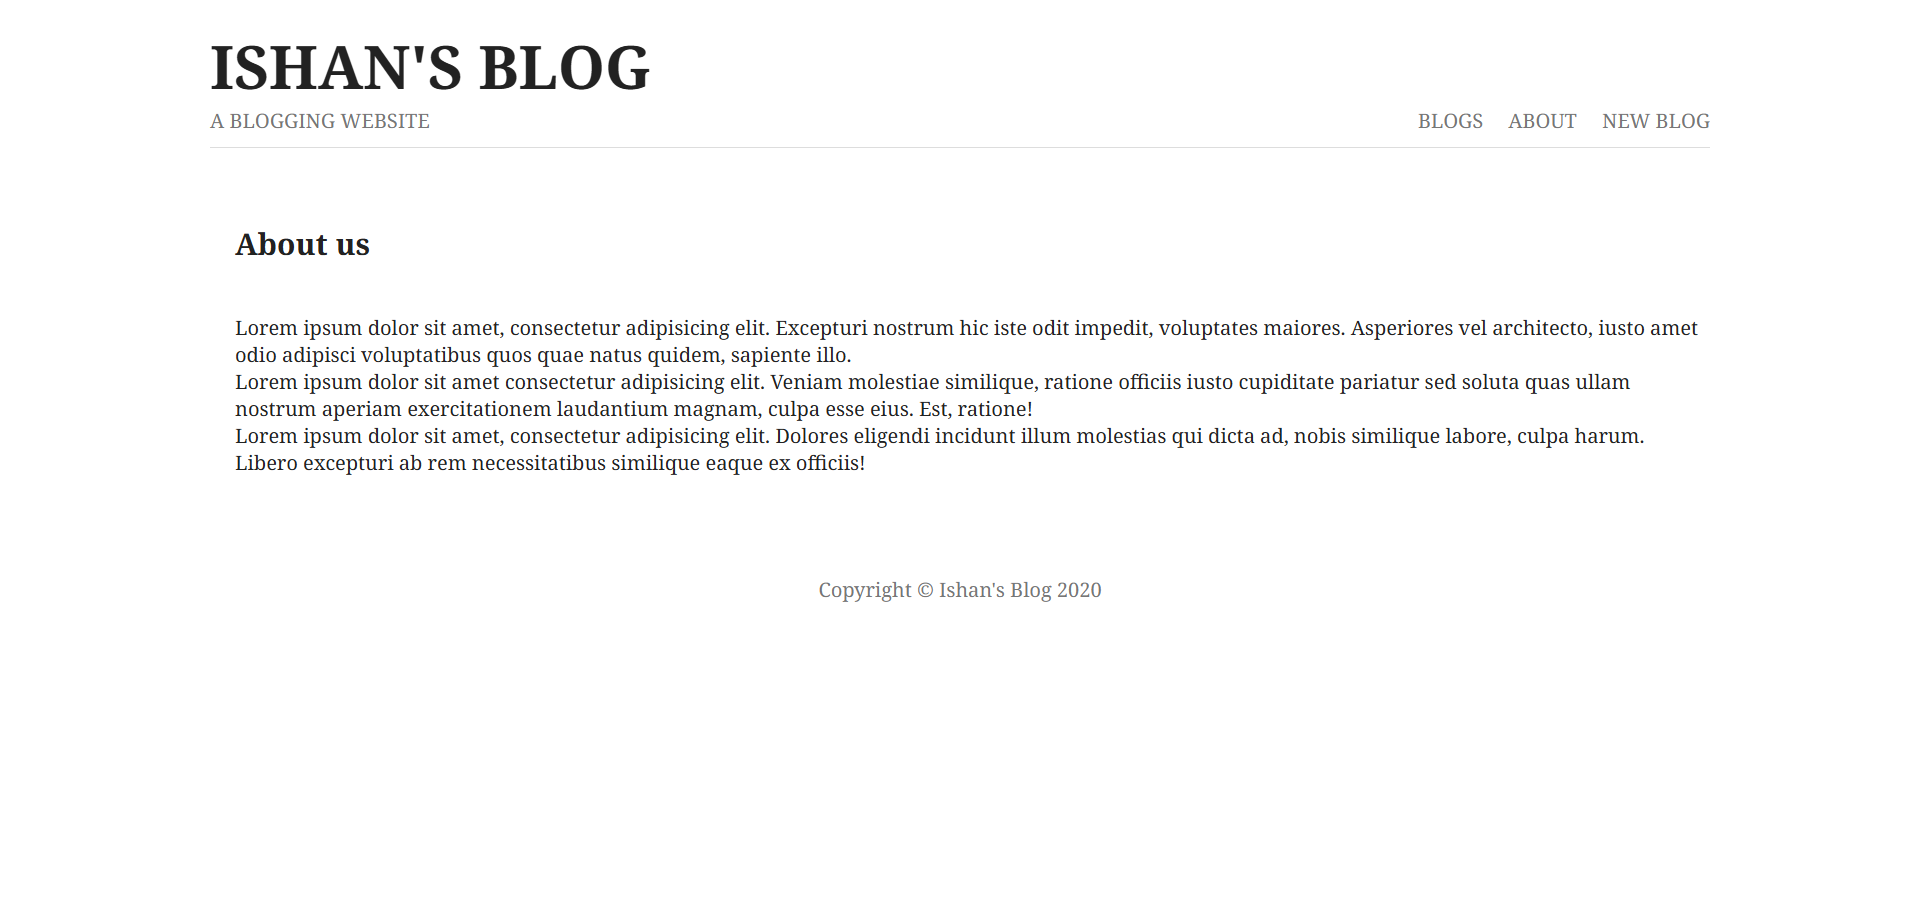 ISHAN'S BLOG
A BLOGGING WEBSITE
BLOGS ABOUT NEW BLOG
About us
Lorem ipsum dolor sit amet, consectetur adipisicing elit. Excepturi nostrum hic iste odit impedit, voluptates maiores. Asperiores vel architecto, iusto amet
odio adipisci voluptatibus quos quae natus quidem, sapiente illo.
Lorem ipsum dolor sit amet consectetur adipisicing elit. Veniam molestiae similique, ratione officiis iusto cupiditate pariatur sed soluta quas ullam
nostrum aperiam exercitationem laudantium magnam, culpa esse eius. Est, ratione!
Lorem ipsum dolor sit amet, consectetur adipisicing elit. Dolores eligendi incidunt illum molestias qui dicta ad, nobis similique labore, culpa harum.
Libero excepturi ab rem necessitatibus similique eaque ex officiis!
Copyright © Ishan's Blog 2020